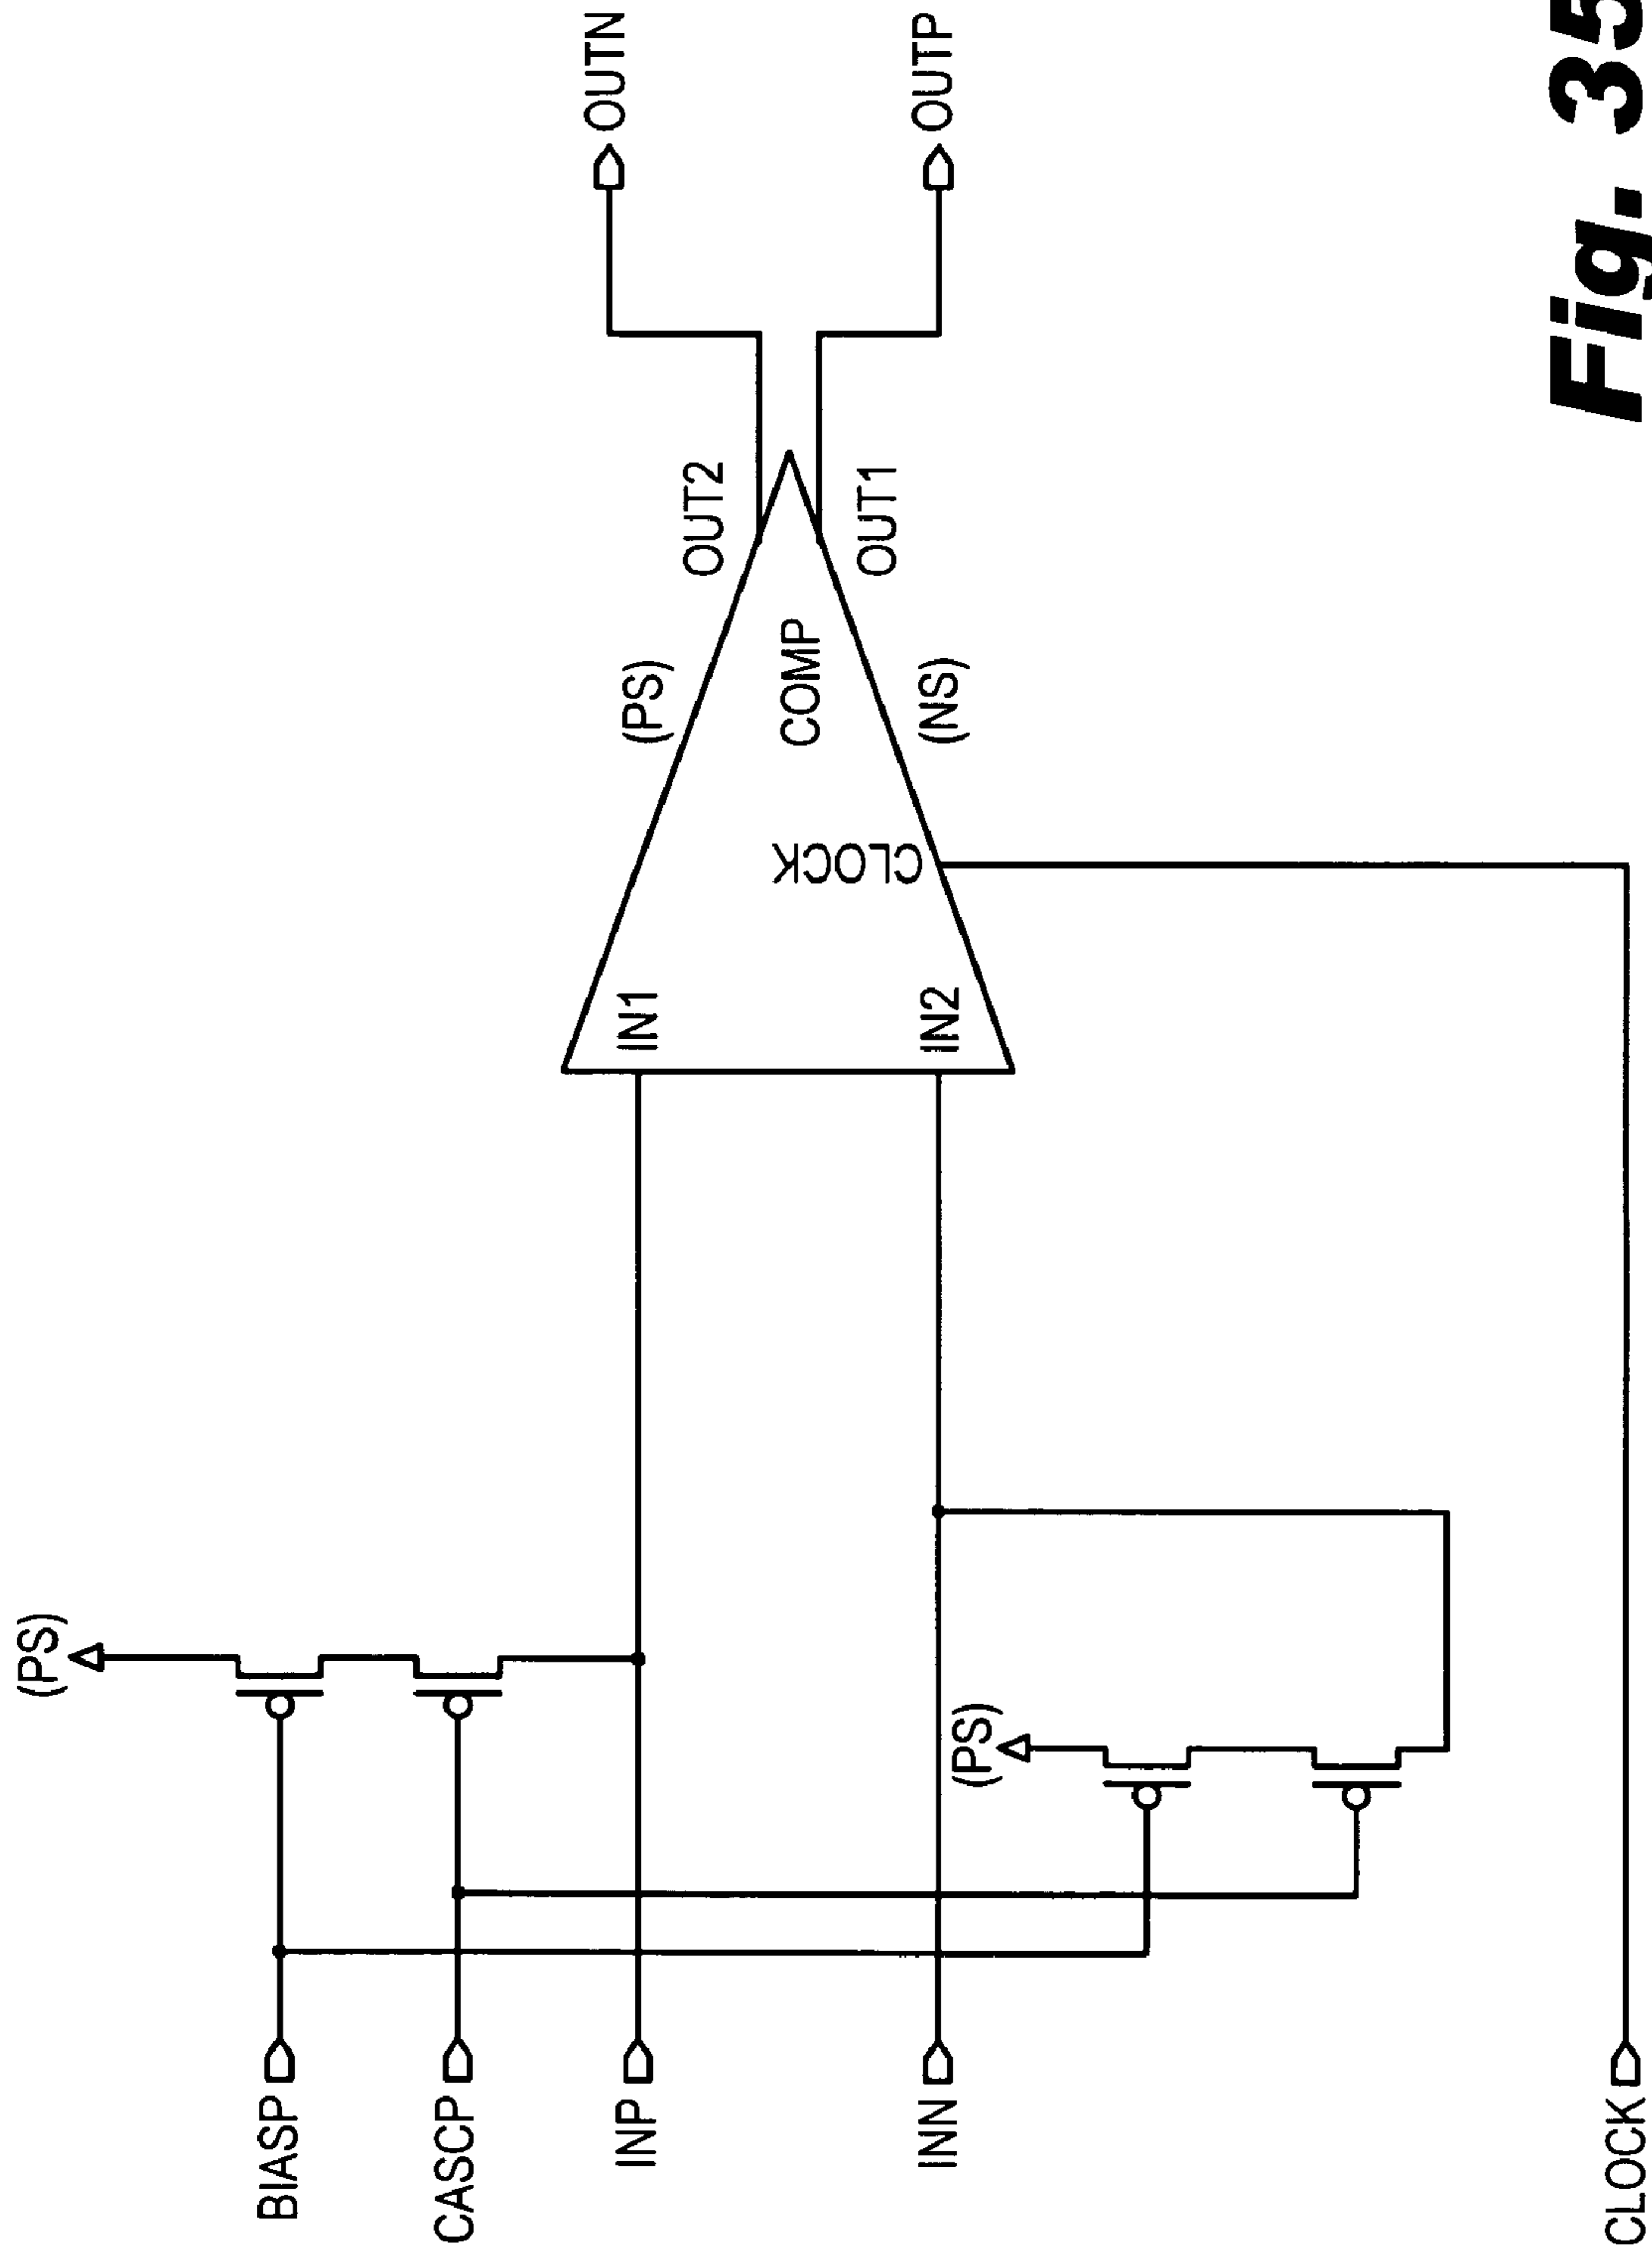 (PS)
BIASP
CASCP
INP
INN
(PS)
CLOCK
IN1
IN2
CLOCK
COMP
(PS)
(NS)
OUT2
OUT1
OUTN
OUTP
Fig. 35